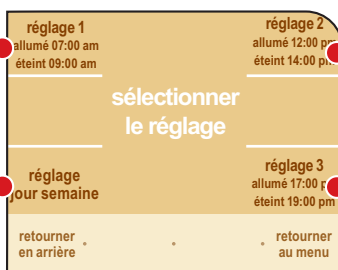 réglage 1
allumé 07:00 am
éteint 09:00 am
réglage 2
allumé 12:00 pm
éteint 14:00 pm
sélectionner
le réglage
réglage
jour semaine
réglage 3
allumé 17:00 pm
éteint 19:00 pm
retourner
en arrière
retourner
au menu